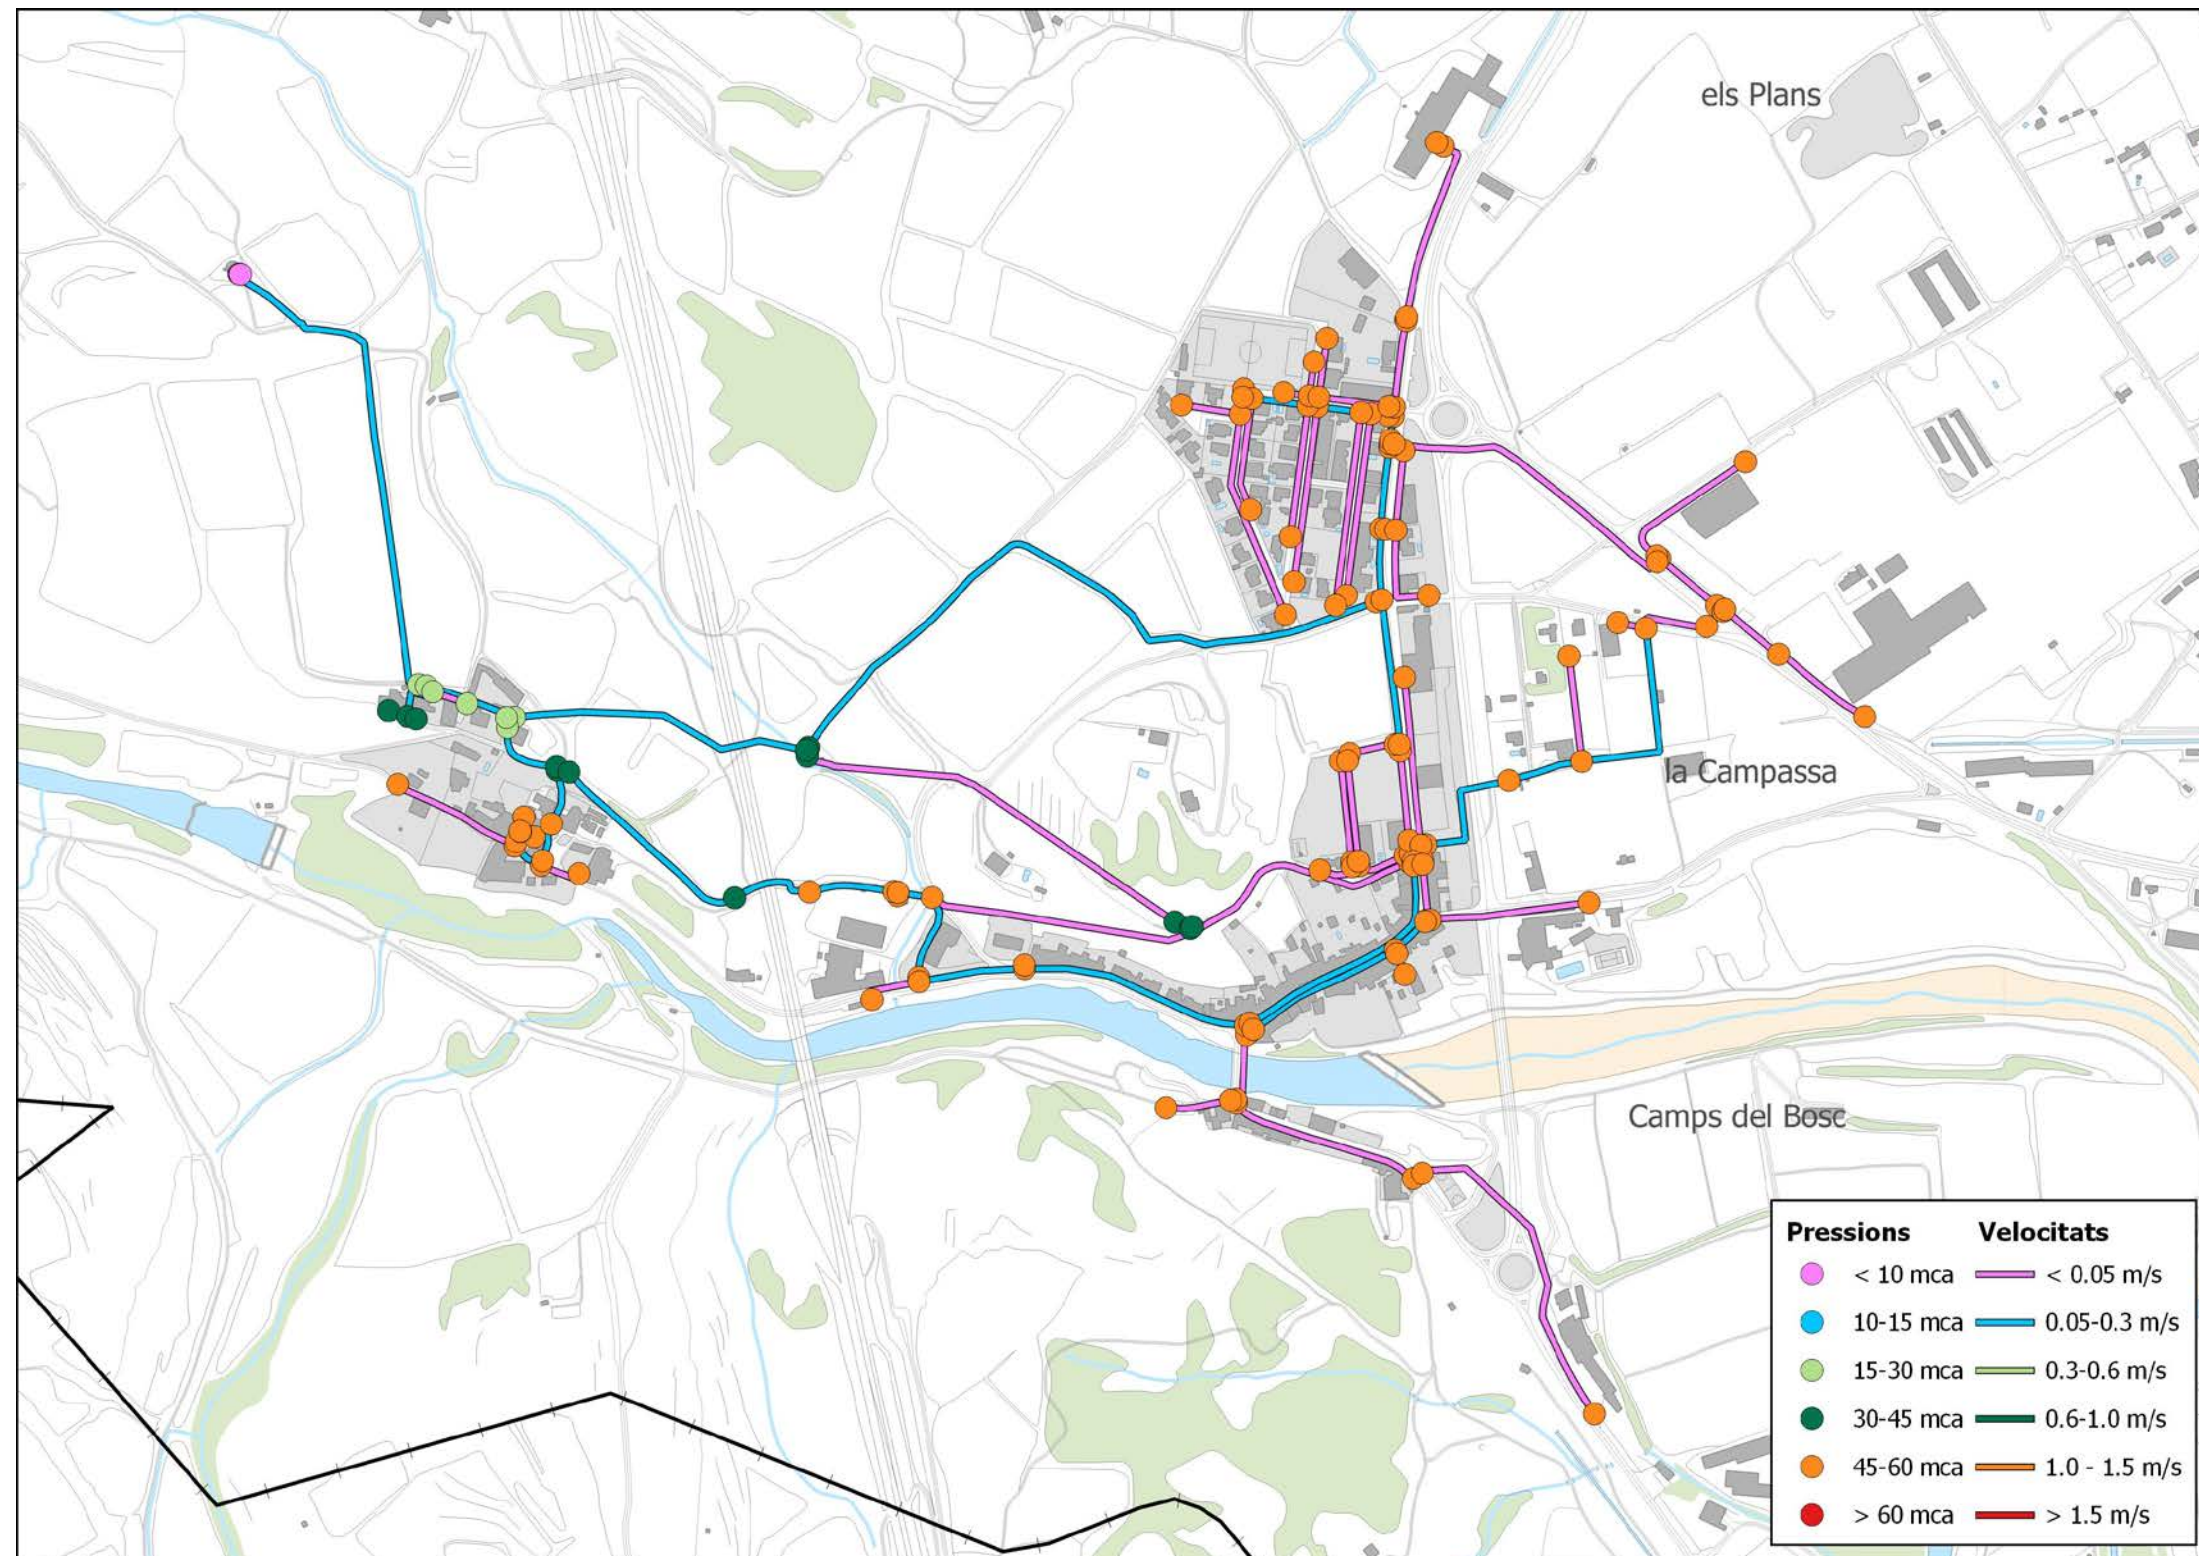 els Plans
la Campassa
Camps del Bosc
Pressions Velocitats
< 10 mca < 0.05 m/s
10-15 mca 0.05-0.3 m/s
15-30 mca 0.3-0.6 m/s
30-45 mca 0.6-1.0 m/s
45-60 mca 1.0 - 1.5 m/s
> 60 mca > 1.5 m/s